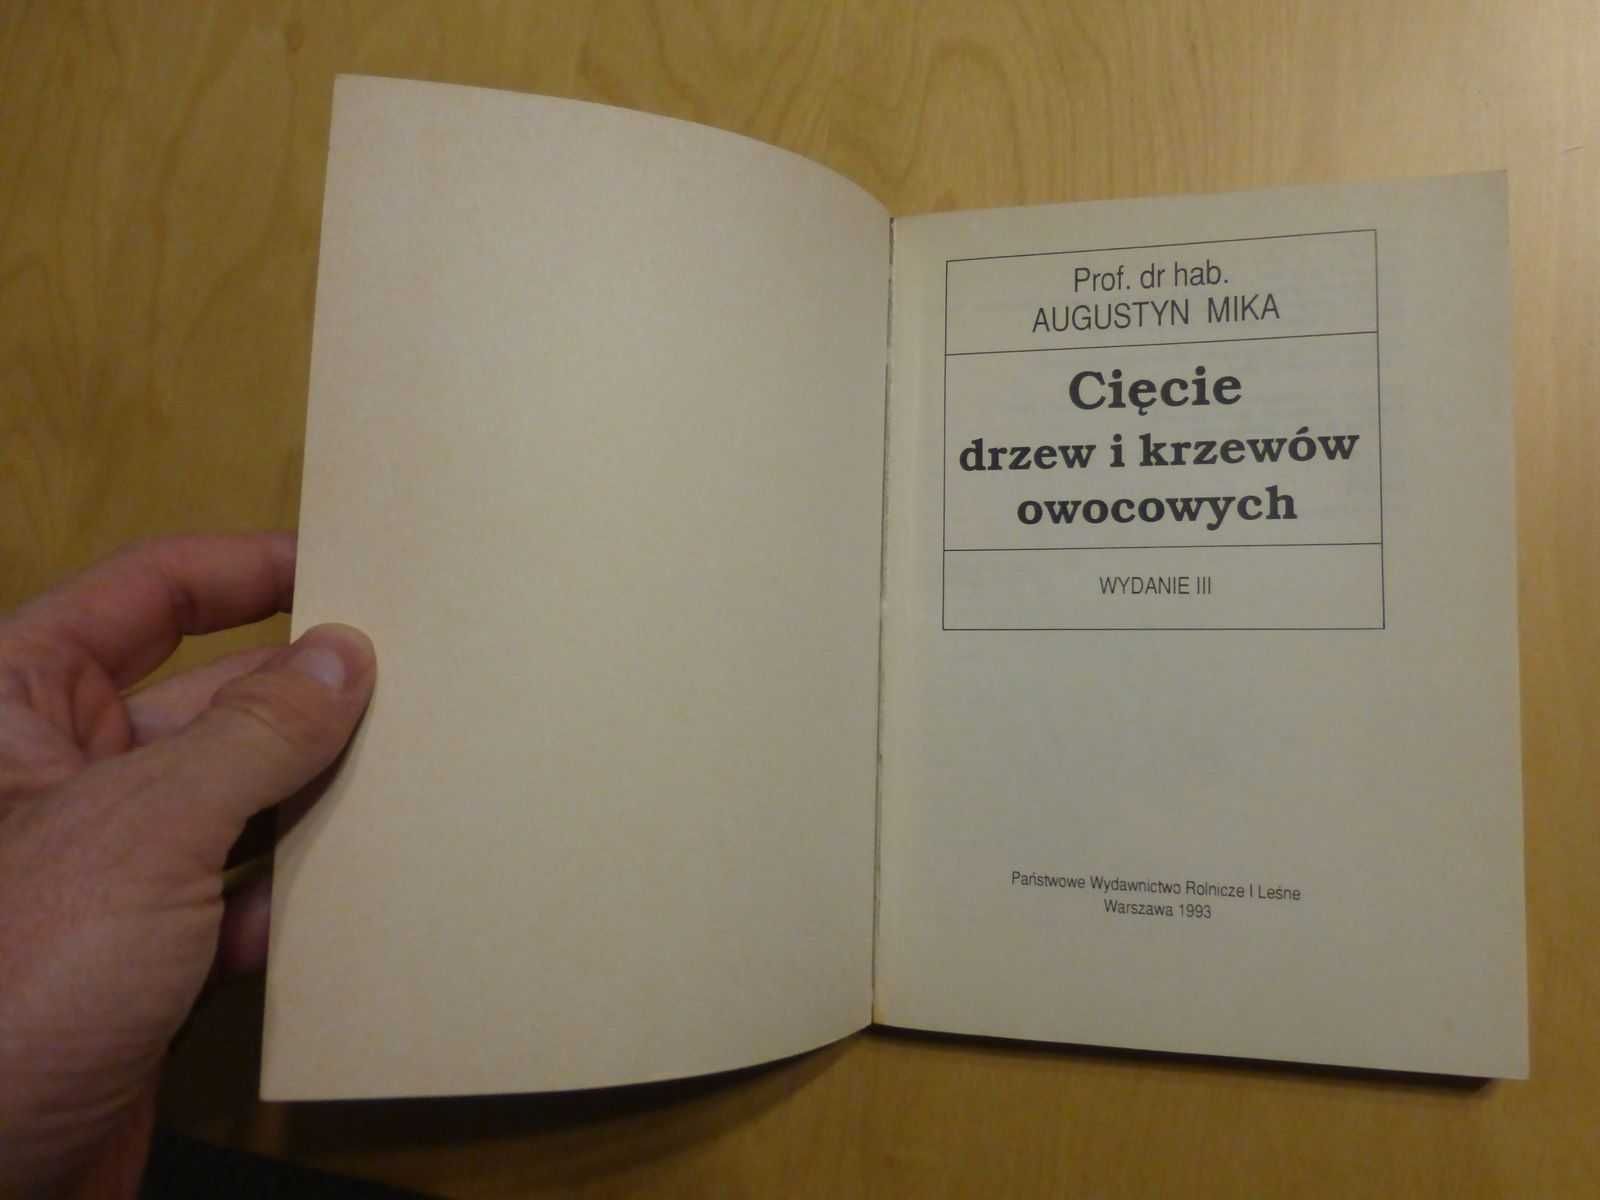 Prof. dr hab.
AUGUSTYN MIKA
Cięcie
drzew i krzewów
owocowych
WYDANIE III
Państwowe Wydawnictwo Rolnicze I Leśne
Warszawa 1993